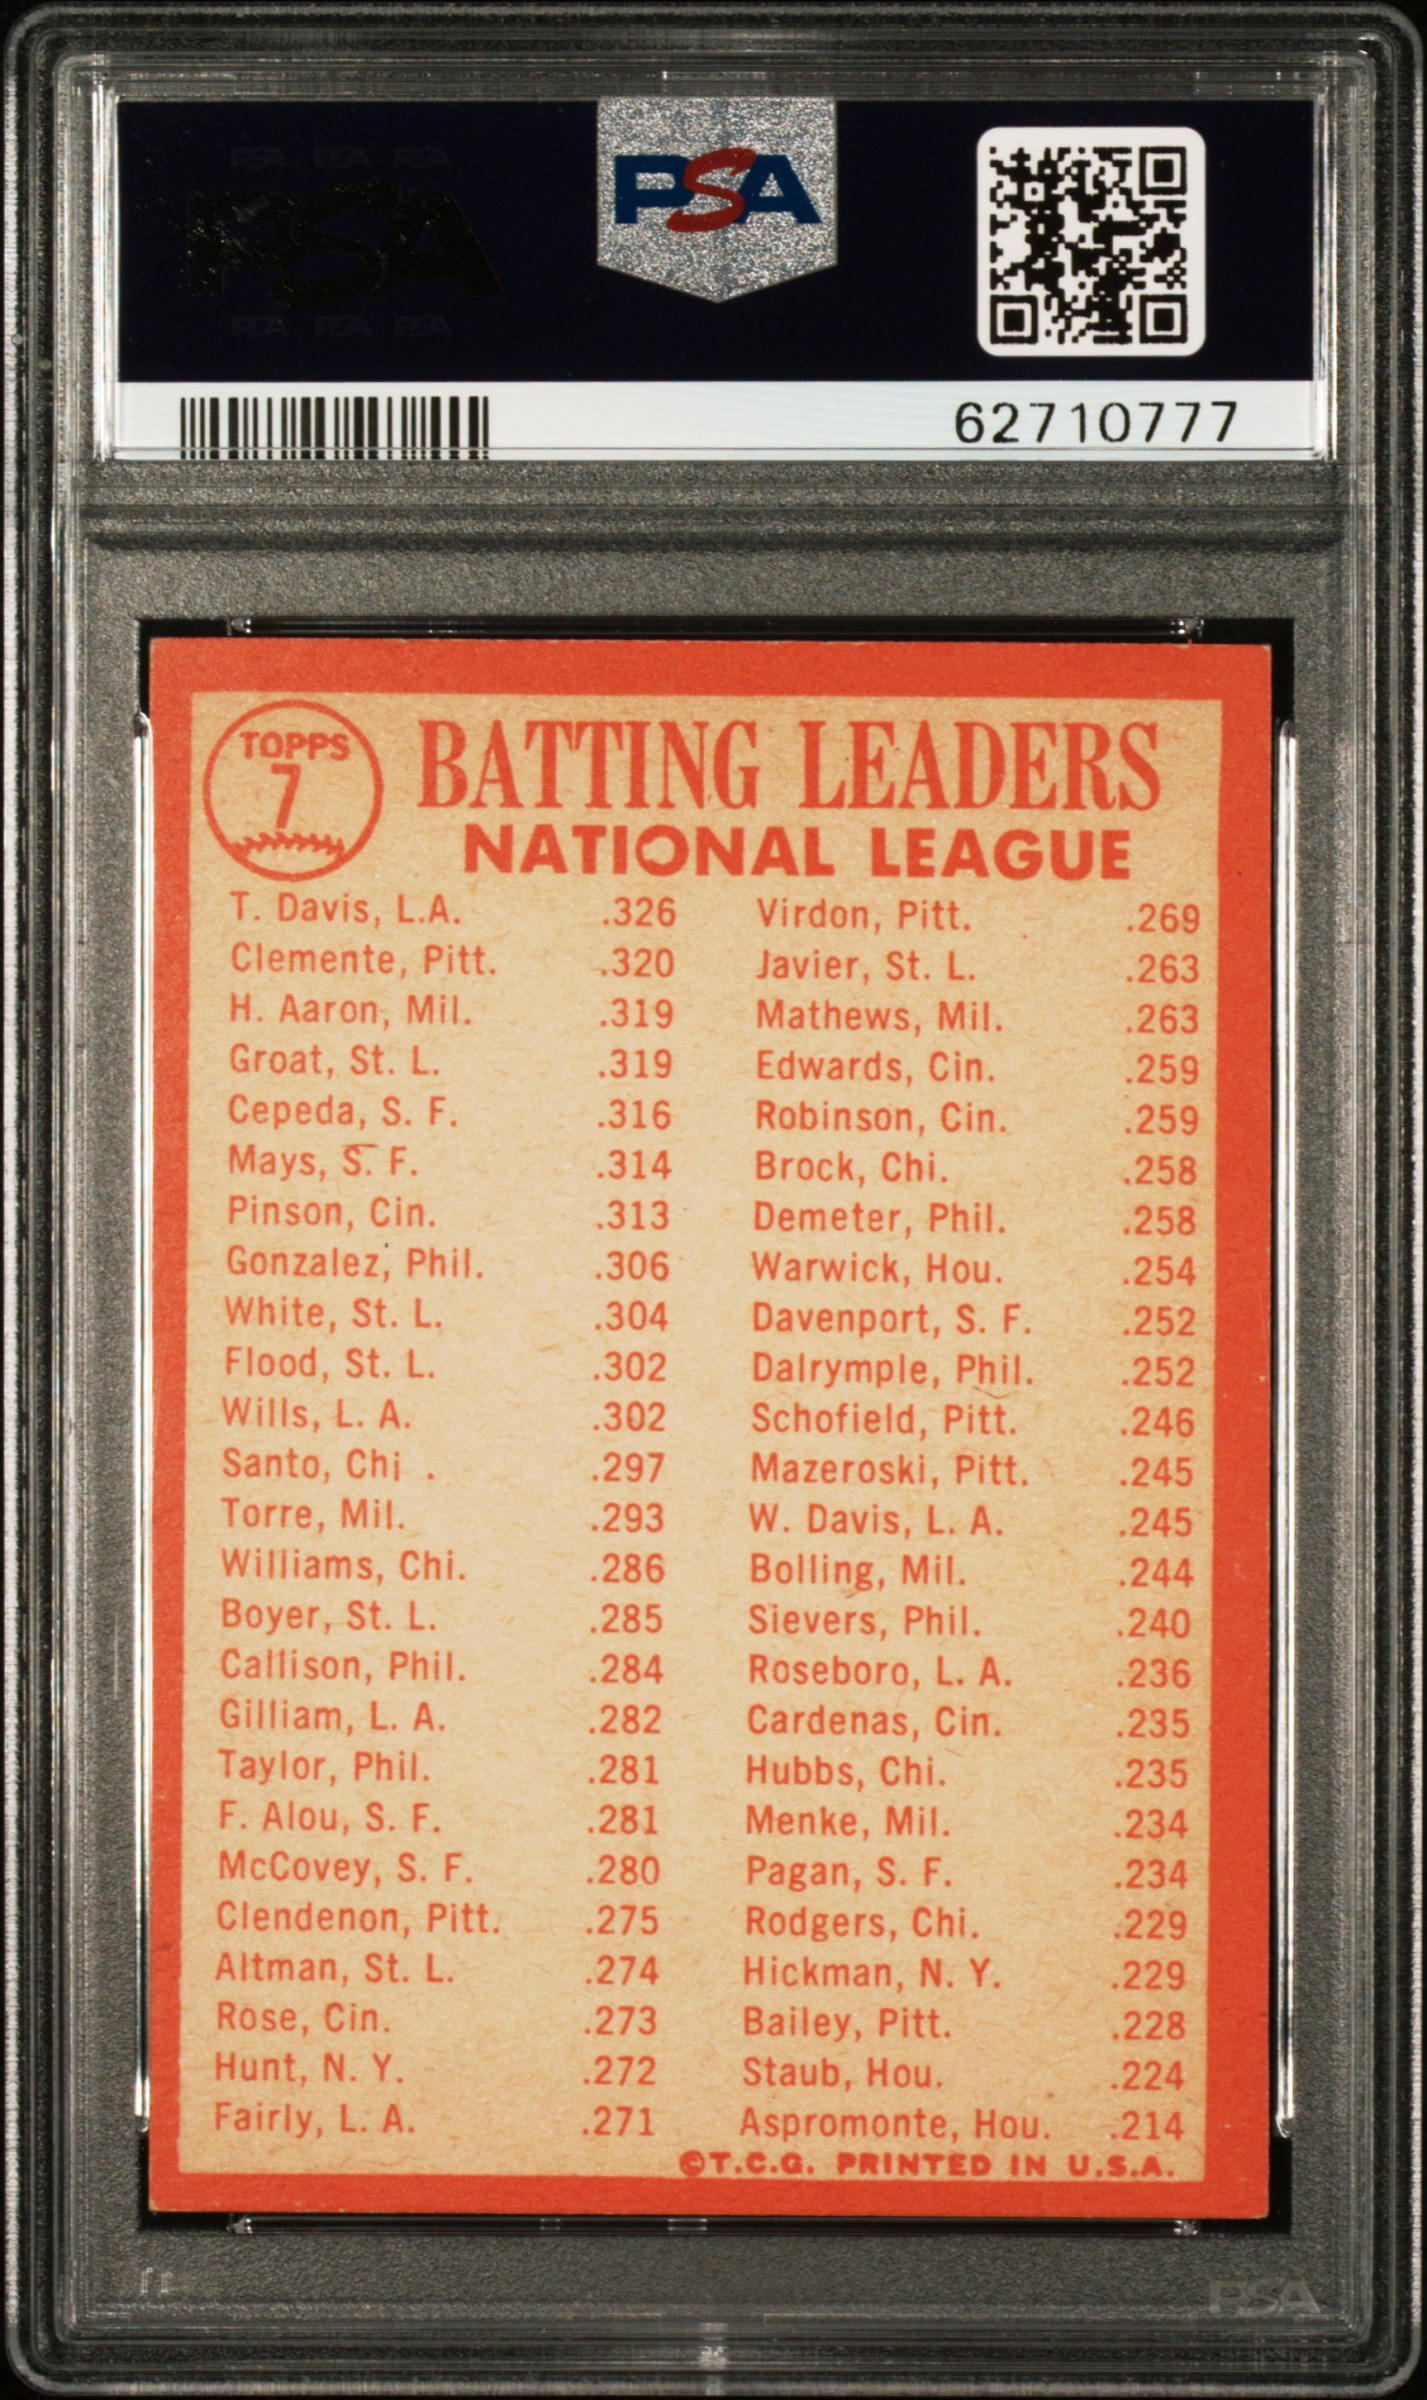 PSA PSA PSA
PSA
PSA PSA PSA
PSA
62710777
TOPPS
7
BATTING LEADERS
NATIONAL LEAGUE
T. Davis, L.A. .326
Clemente, Pitt. .320
H. Aaron, Mil. .319
Groat, St. L. .319
Cepeda, S. F. .316
Mays, S. F. .314
Pinson, Cin. .313
Gonzalez, Phil. .306
White, St. L. .304
Flood, St. L. .302
Wills, L. A. .302
Santo, Chi . .297
Torre, Mil. .293
Williams, Chi. .286
Boyer, St. L. .285
Callison, Phil. .284
Gilliam, L. A. .282
Taylor, Phil. .281
F. Alou, S. F. .281
McCovey, S. F. .280
Clendenon, Pitt. .275
Altman, St. L. .274
Rose, Cin. .273
Hunt, N. Y. .272
Fairly, L. A. .271
Virdon, Pitt. .269
Javier, St. L. .263
Mathews, Mil. .263
Edwards, Cin. .259
Robinson, Cin. .259
Brock, Chi. .258
Demeter, Phil. .258
Warwick, Hou. .254
Davenport, S. F. .252
Dalrymple, Phil. .252
Schofield, Pitt. .246
Mazeroski, Pitt. .245
W. Davis, L. A. .245
Bolling, Mil. .244
Sievers, Phil. .240
Roseboro, L. A. .236
Cardenas, Cin. .235
Hubbs, Chi. .235
Menke, Mil. .234
Pagan, S. F. .234
Rodgers, Chi. .229
Hickman, N. Y. .229
Bailey, Pitt. .228
Staub, Hou. .224
Aspromonte, Hou. .214
©T.C.G. PRINTED IN U.S.A.
PSA